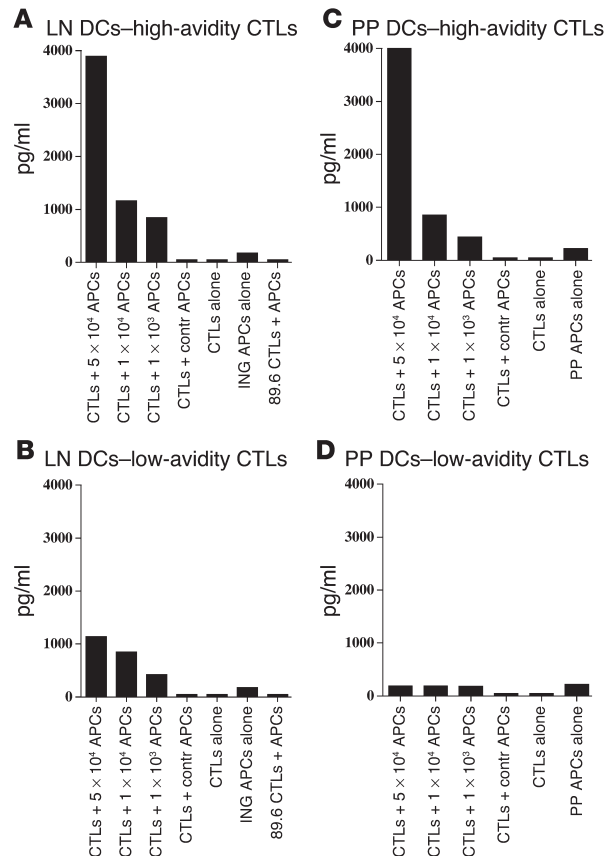 A LN DCs–high-avidity CTLs
4000
3000
2000
1000
0
pg/ml
CTLs + 5 × 10⁴ APCs
CTLs + 1 × 10⁴ APCs
CTLs + 1 × 10³ APCs
CTLs + contr APCs
CTLs alone
ING APCs alone
89.6 CTLs + APCs
C PP DCs–high-avidity CTLs
4000
3000
2000
1000
0
pg/ml
CTLs + 5 × 10⁴ APCs
CTLs + 1 × 10⁴ APCs
CTLs + 1 × 10³ APCs
CTLs + contr APCs
CTLs alone
PP APCs alone
B LN DCs–low-avidity CTLs
4000
3000
2000
1000
0
pg/ml
CTLs + 5 × 10⁴ APCs
CTLs + 1 × 10⁴ APCs
CTLs + 1 × 10³ APCs
CTLs + contr APCs
CTLs alone
ING APCs alone
89.6 CTLs + APCs
D PP DCs–low-avidity CTLs
4000
3000
2000
1000
0
pg/ml
CTLs + 5 × 10⁴ APCs
CTLs + 1 × 10⁴ APCs
CTLs + 1 × 10³ APCs
CTLs + contr APCs
CTLs alone
PP APCs alone